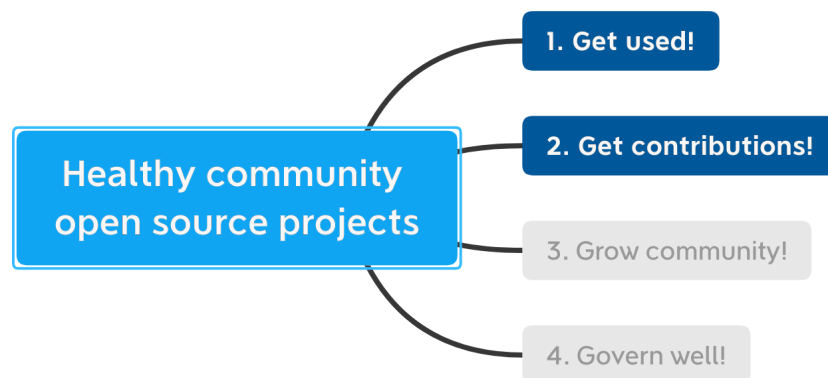 Healthy community
open source projects
1. Get used!
2. Get contributions!
3. Grow community!
4. Govern well!